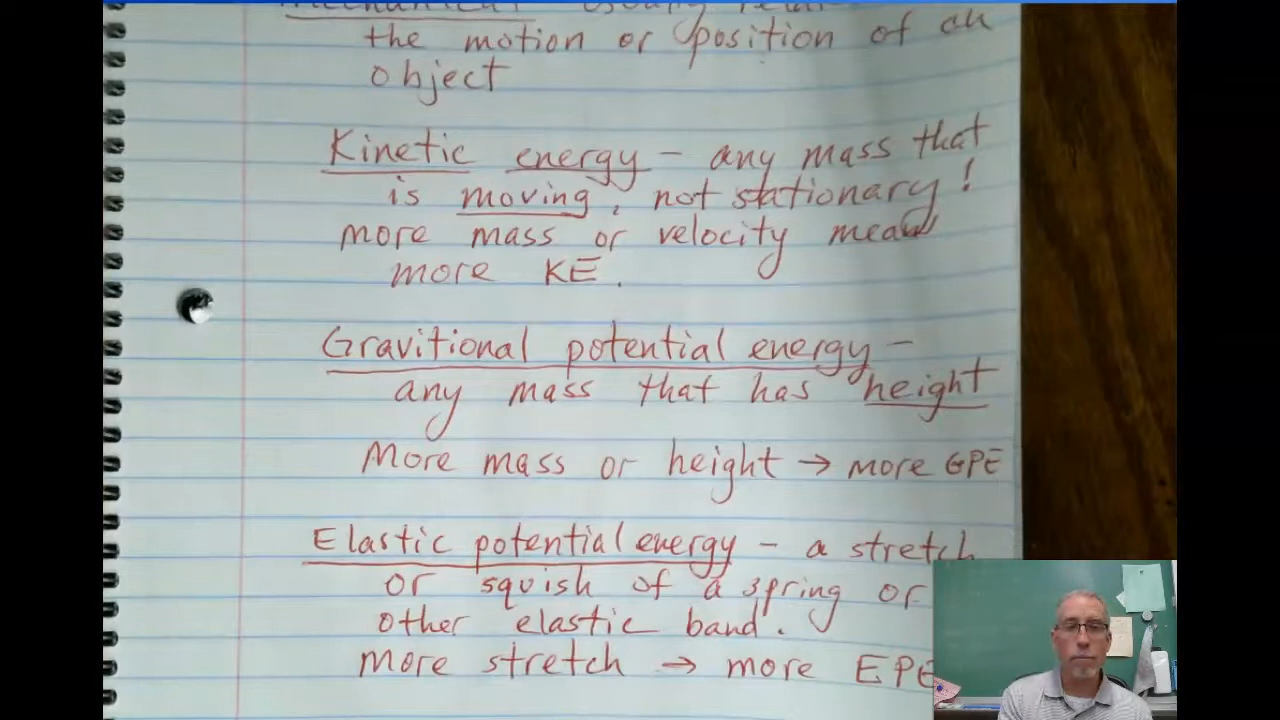 the motion or position of an
object
Kinetic energy - any mass that
is moving, not stationary!
more mass or velocity means
more KE.
Gravitional potential energy -
any mass that has height
More mass or height → more GPE
Elastic potential energy - a stretch
or squish of a spring or
other elastic band.
more stretch → more EPE